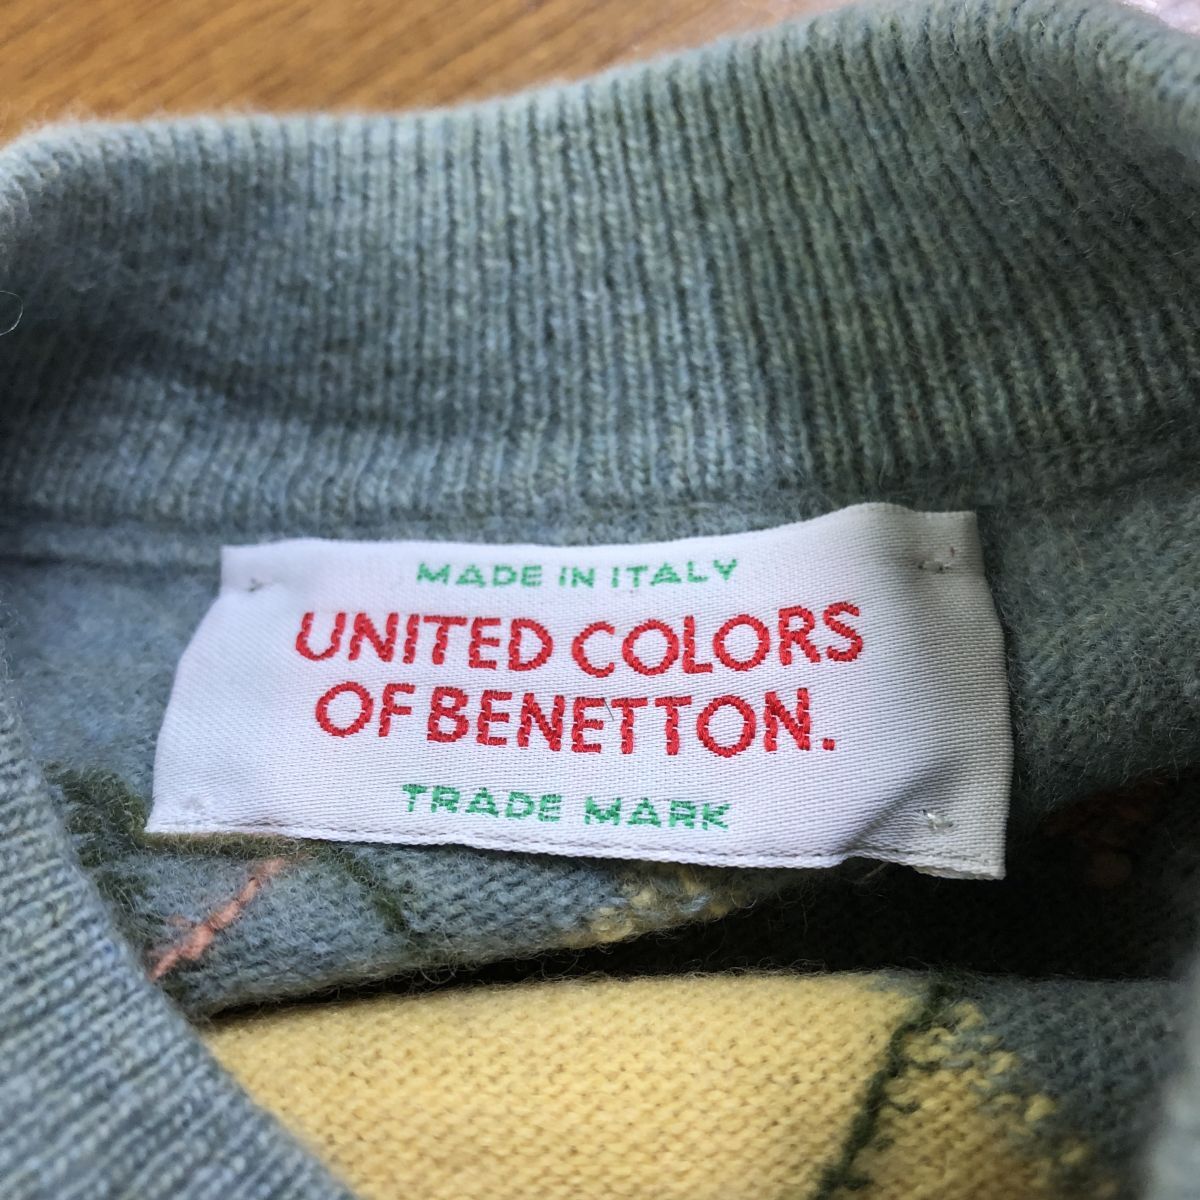 MADE IN ITALY
UNITED COLORS
OF BENETTON.
TRADE MARK